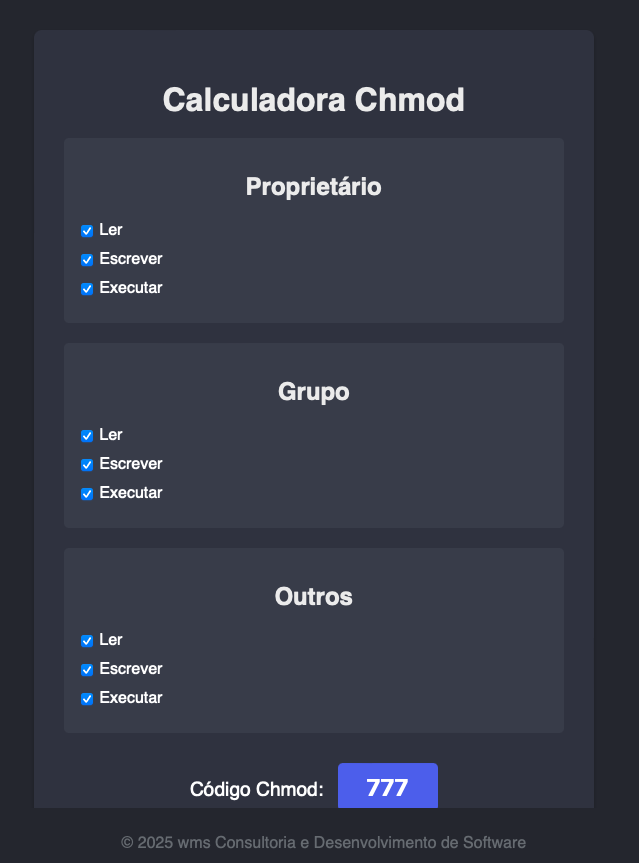 Calculadora Chmod
Proprietário
Ler
Escrever
Executar
Grupo
Ler
Escrever
Executar
Outros
Ler
Escrever
Executar
Código Chmod: 777
© 2025 wms Consultoria e Desenvolvimento de Software